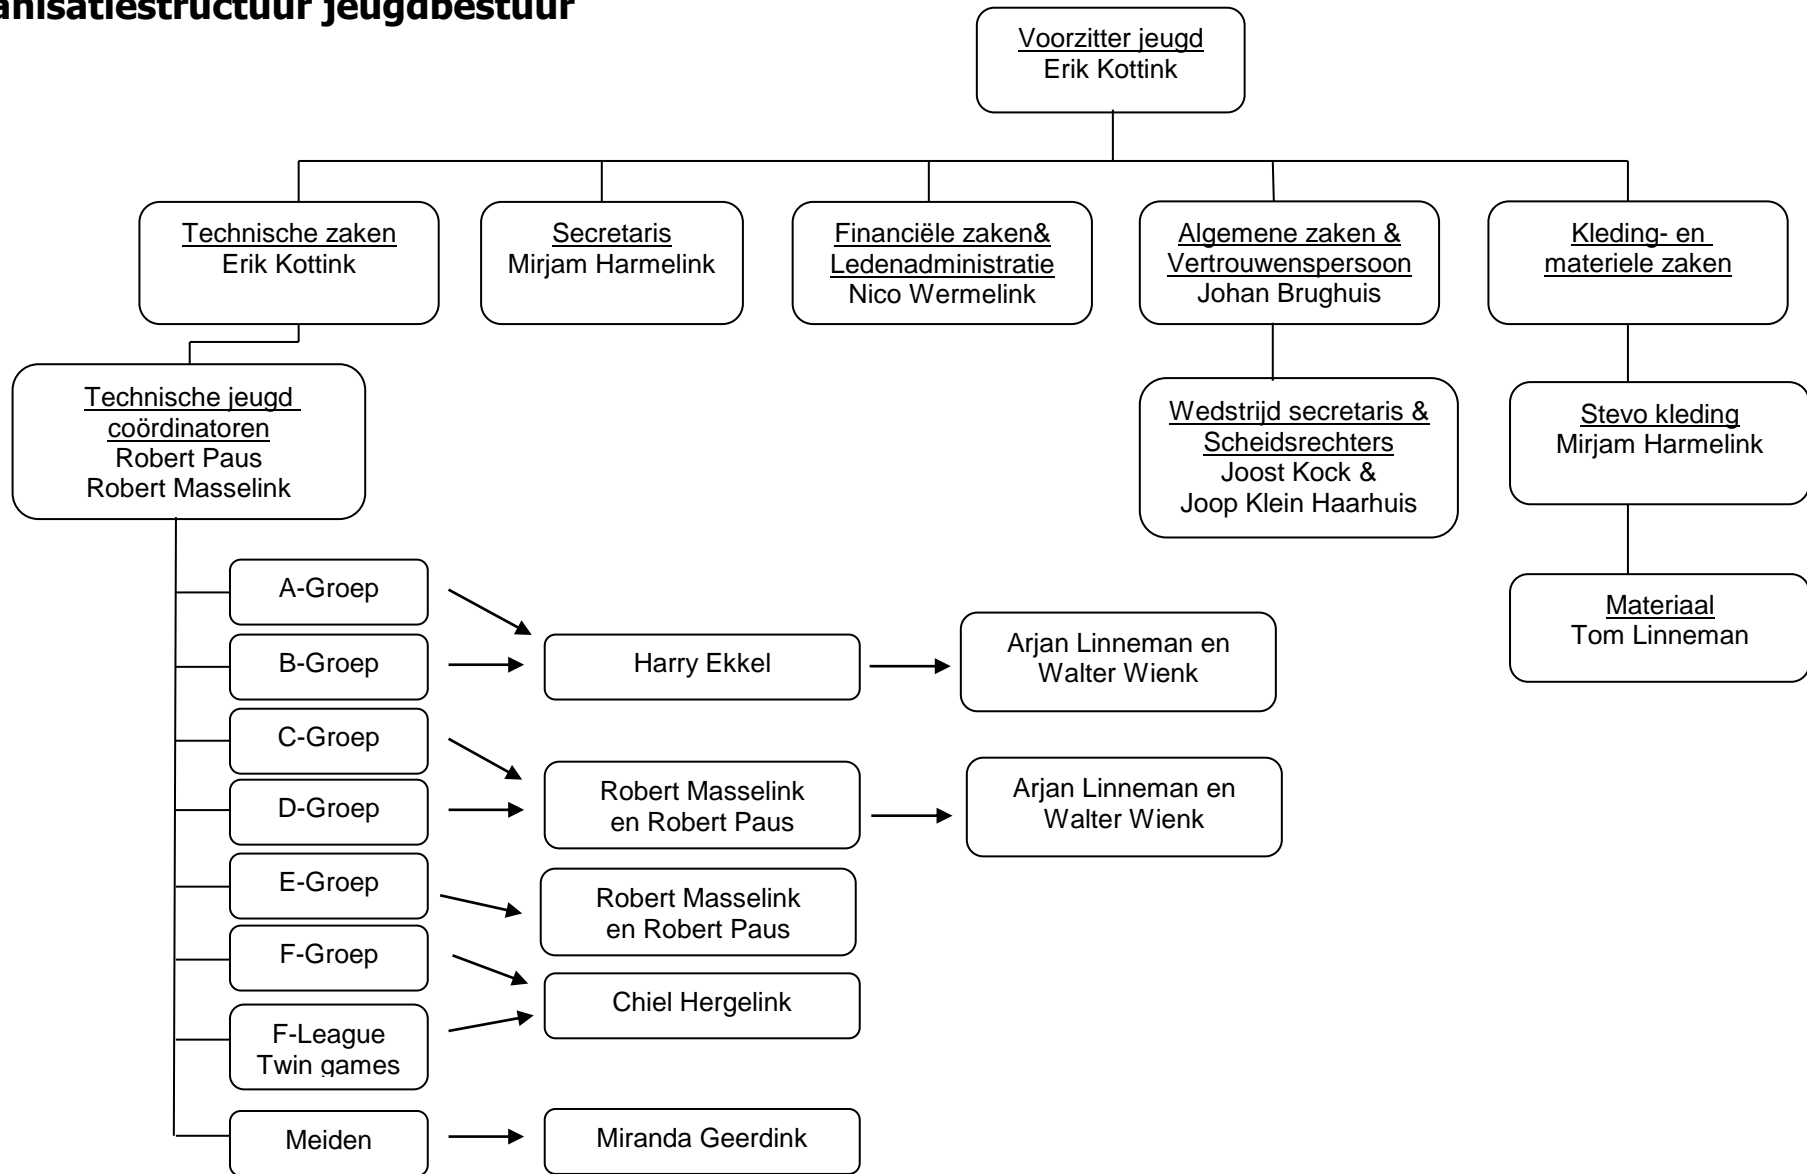 anisatiestructuur jeugdbestuur
Voorzitter jeugd
Erik Kottink
Technische zaken
Erik Kottink
Secretaris
Mirjam Harmelink
Financiële zaken&
Ledenadministratie
Nico Wermelink
Algemene zaken &
Vertrouwenspersoon
Johan Brughuis
Kleding- en
materiele zaken
Technische jeugd
coördinatoren
Robert Paus
Robert Masselink
Wedstrijd secretaris &
Scheidsrechters
Joost Kock &
Joop Klein Haarhuis
Stevo kleding
Mirjam Harmelink
Materiaal
Tom Linneman
A-Groep
B-Groep
Harry Ekkel
Arjan Linneman en
Walter Wienk
C-Groep
D-Groep
Robert Masselink
en Robert Paus
Arjan Linneman en
Walter Wienk
E-Groep
Robert Masselink
en Robert Paus
F-Groep
Chiel Hergelink
F-League
Twin games
Meiden
Miranda Geerdink